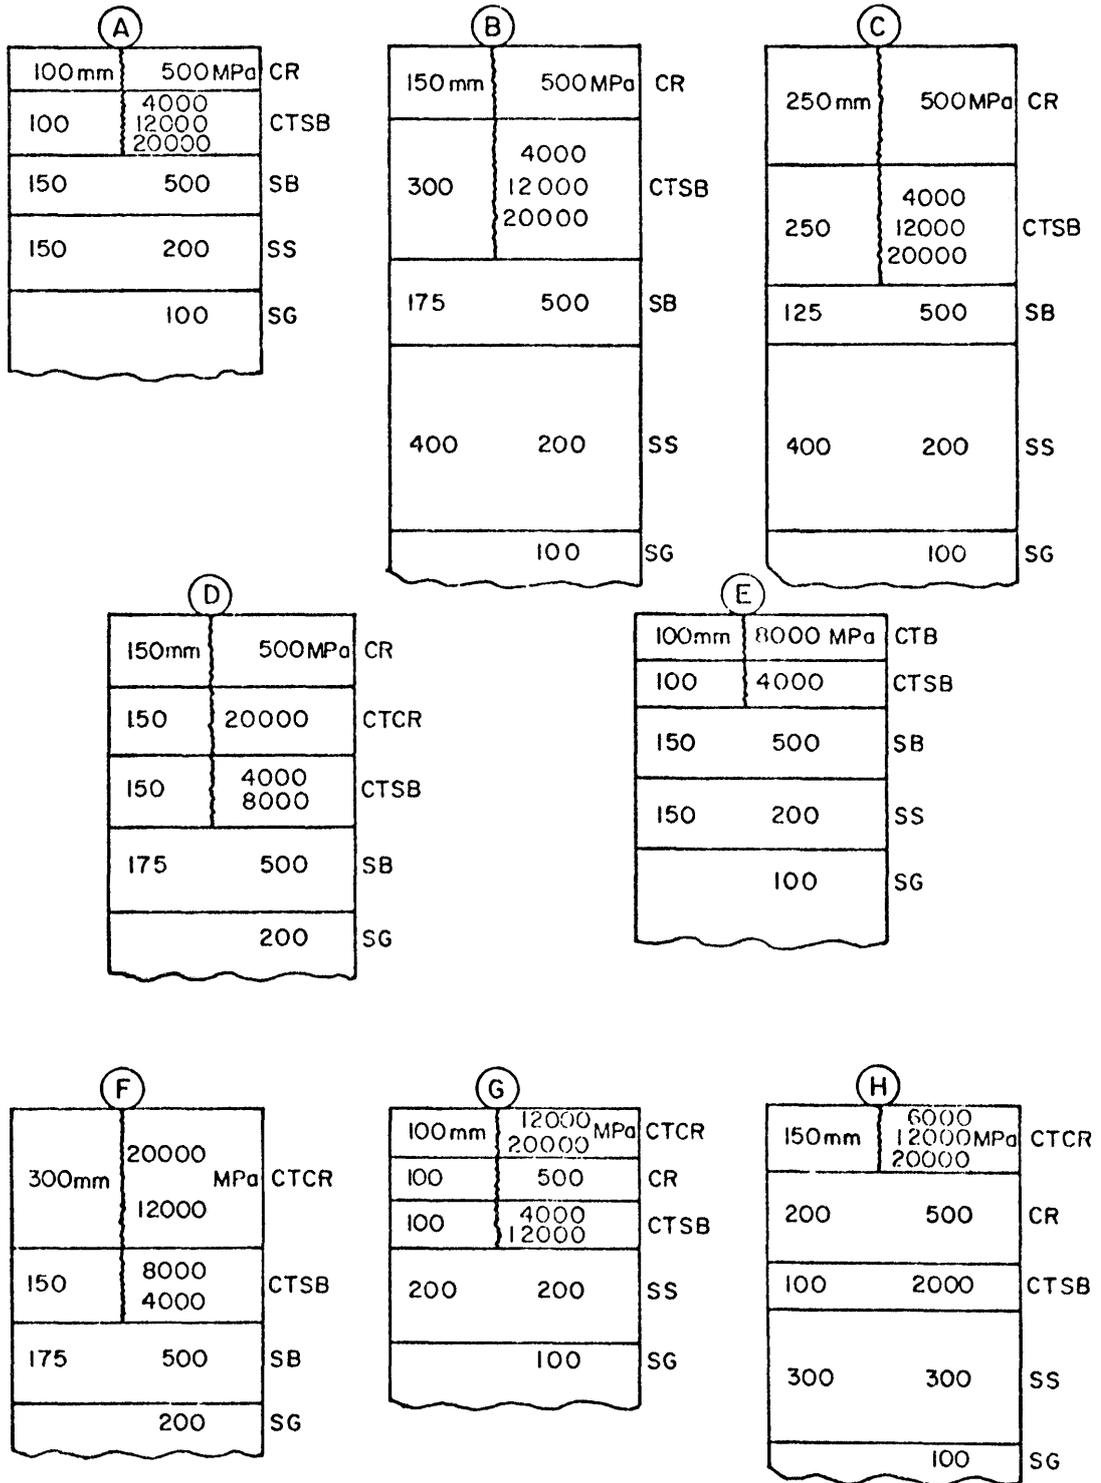 A
100mm 500MPa CR
100 4000 12000 20000 CTSB
150 500 SB
150 200 SS
100 SG
B
150mm 500MPa CR
300 4000 12000 20000 CTSB
175 500 SB
400 200 SS
100 SG
C
250mm 500MPa CR
250 4000 12000 20000 CTSB
125 500 SB
400 200 SS
100 SG
D
150mm 500MPa CR
150 20000 CTCR
150 4000 8000 CTSB
175 500 SB
200 SG
E
100mm 8000 MPa CTB
100 4000 CTSB
150 500 SB
150 200 SS
100 SG
F
300mm 20000 12000 MPa CTCR
150 8000 4000 CTSB
175 500 SB
200 SG
G
100mm 12000 20000 MPa CTCR
100 500 CR
100 4000 12000 CTSB
200 200 SS
100 SG
H
150mm 6000 12000MPa 20000 CTCR
200 500 CR
100 2000 CTSB
300 300 SS
100 SG